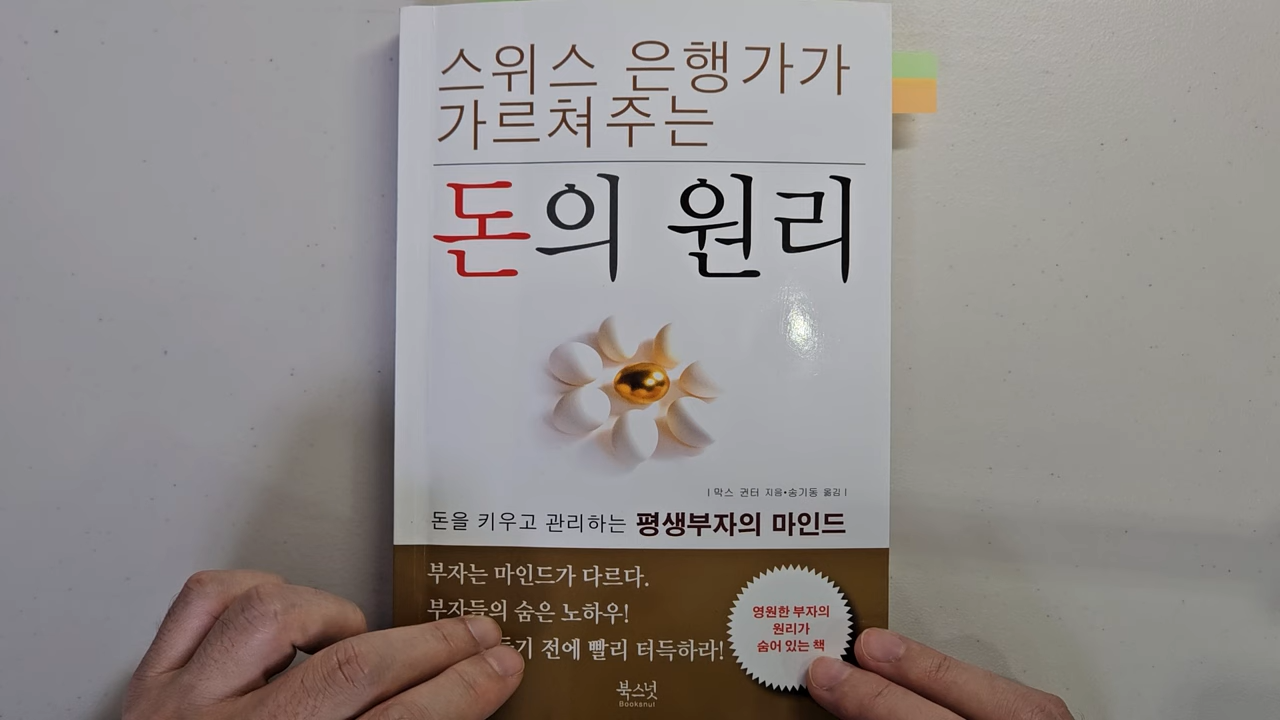 스위스 은행가가
가르쳐주는
돈의 원리
| 막스 귄터 지음•송기동 옮김 |
돈을 키우고 관리하는 평생부자의 마인드
부자는 마인드가 다르다.
부자들의 숨은 노하우!
기 전에 빨리 터득하라!
영원한 부자의
원리가
숨어 있는 책
북스넛
Booksnut